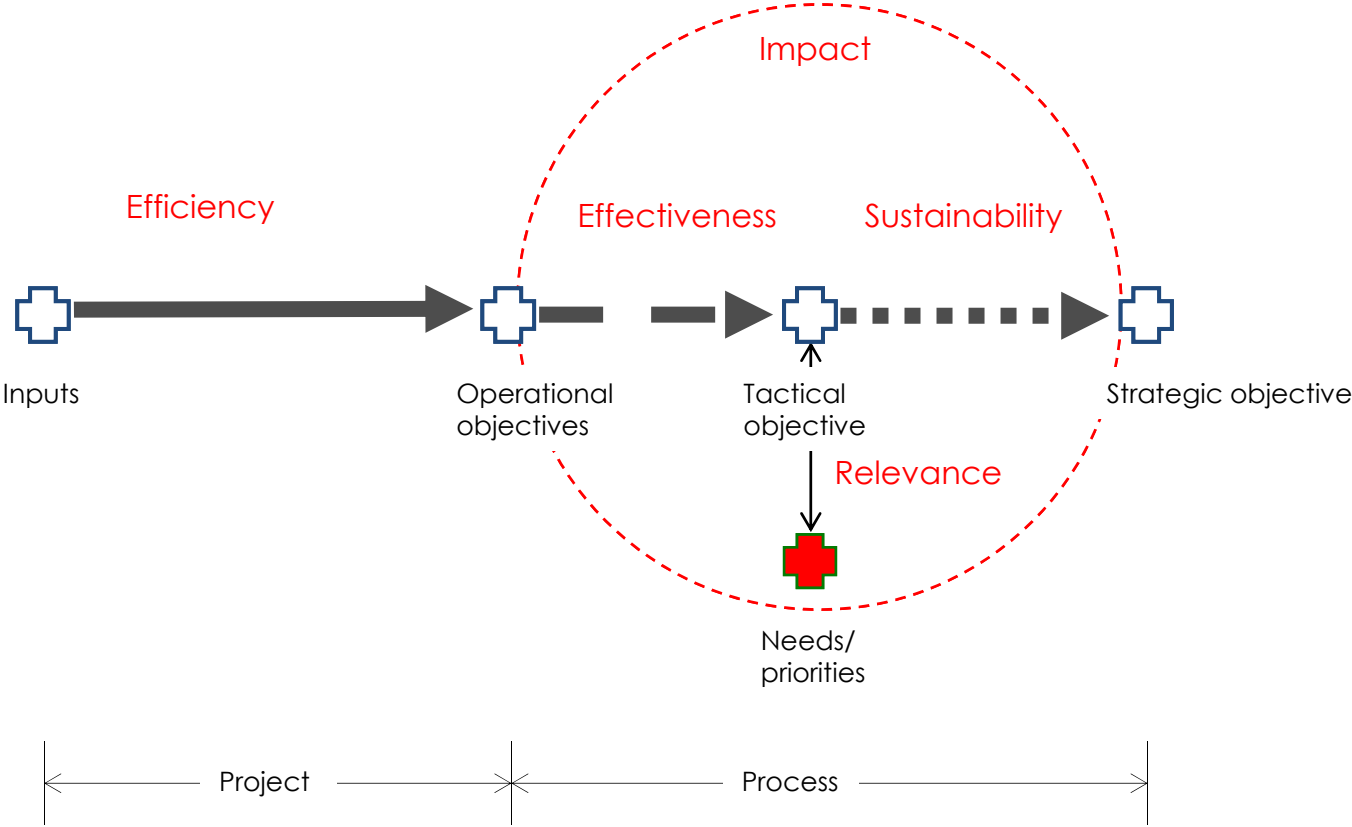 Impact
Efficiency
Effectiveness
Sustainability
Inputs
Operational
objectives
Tactical
objective
Strategic objective
Relevance
Needs/
priorities
Project
Process